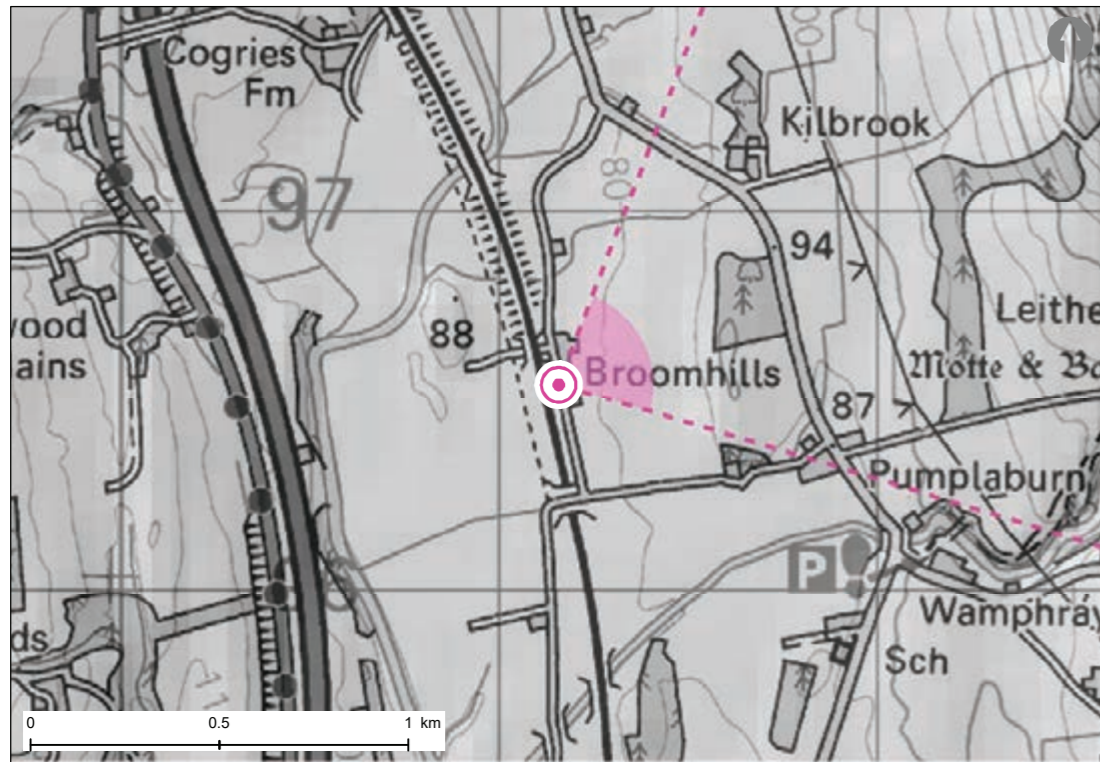 Cogries
Fm
Kilbrook
97
80
94
Leithe
88
Broomhills
Motte & Ba
wood
ains
87
Pumplaburn
P
Wamphray
Sch
ds
0 0.5 1 km